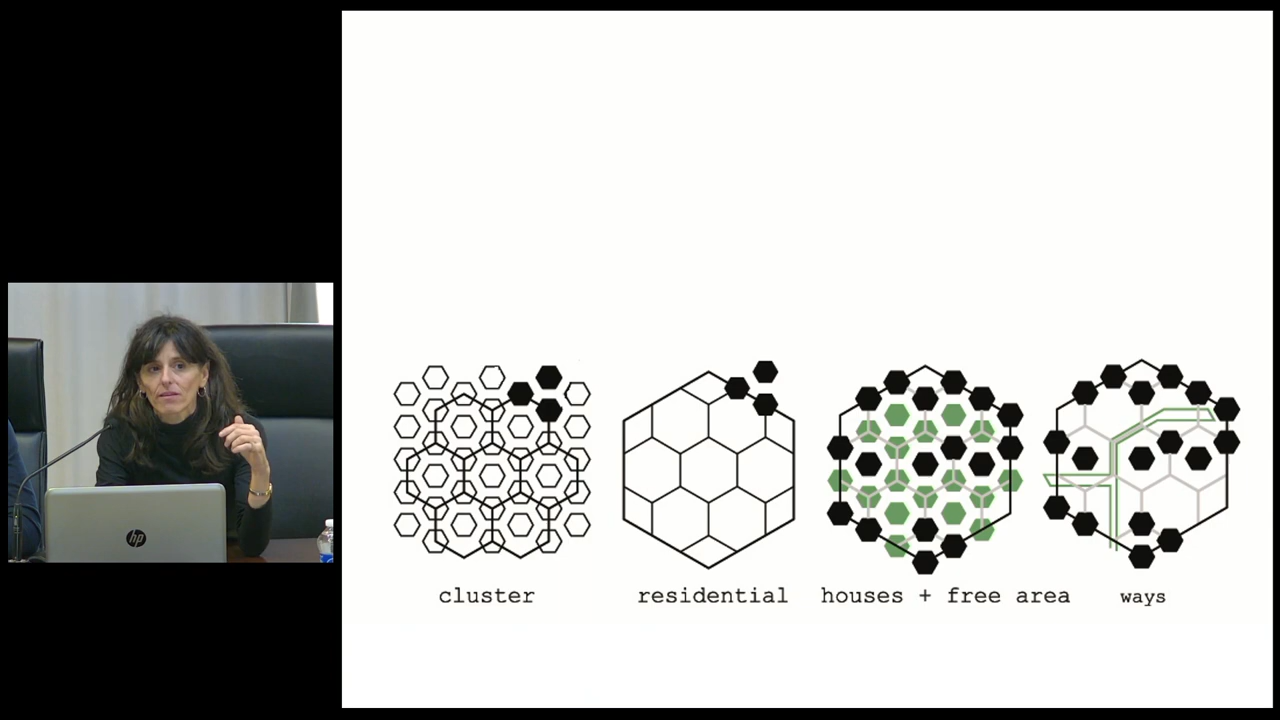 cluster
residential
houses + free area
ways
hp